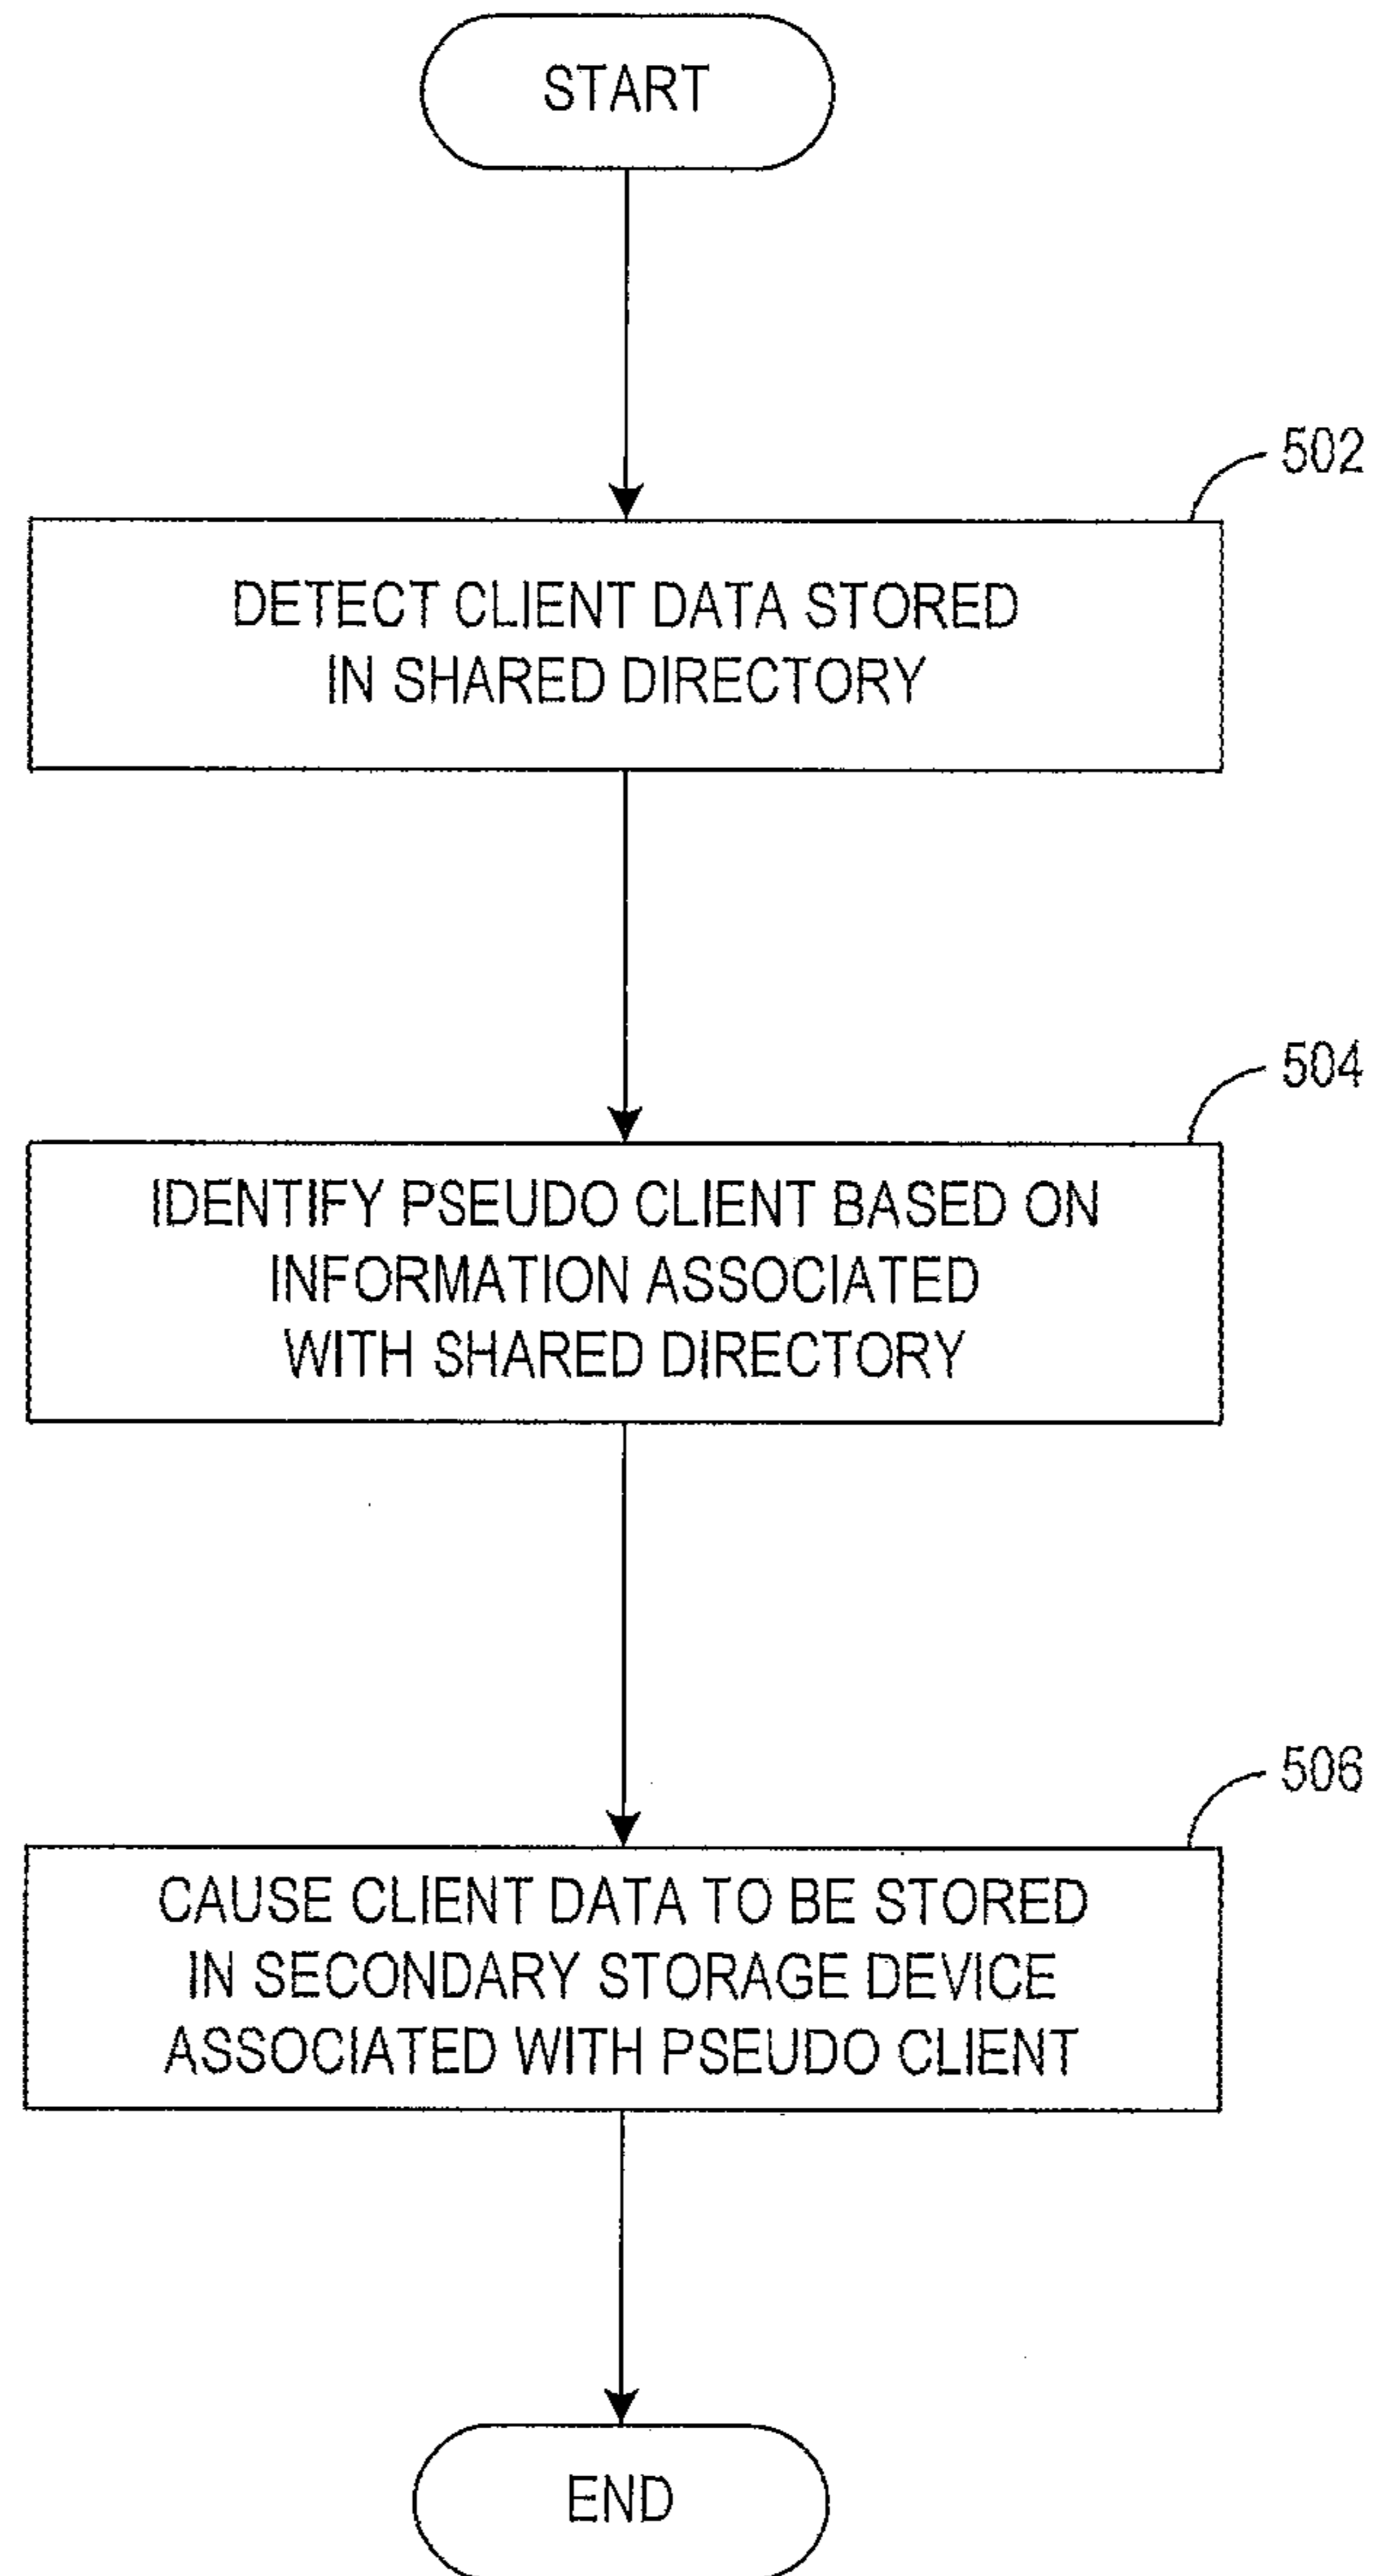 START
502
DETECT CLIENT DATA STORED
IN SHARED DIRECTORY
504
IDENTIFY PSEUDO CLIENT BASED ON
INFORMATION ASSOCIATED
WITH SHARED DIRECTORY
506
CAUSE CLIENT DATA TO BE STORED
IN SECONDARY STORAGE DEVICE
ASSOCIATED WITH PSEUDO CLIENT
END